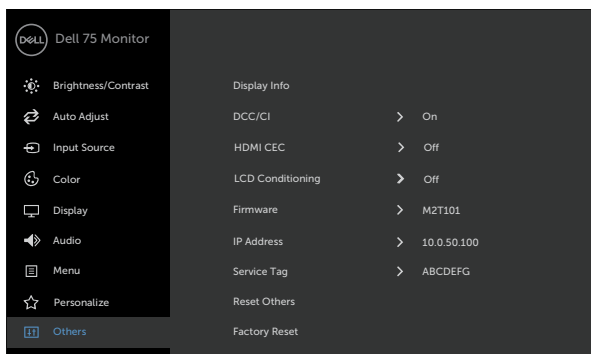 DELL Dell 75 Monitor
Brightness/Contrast Display Info
Auto Adjust DCC/CI > On
Input Source HDMI CEC > Off
Color LCD Conditioning > Off
Display Firmware > M2T101
Audio IP Address > 10.0.50.100
Menu Service Tag > ABCDEFG
Personalize Reset Others
Others Factory Reset